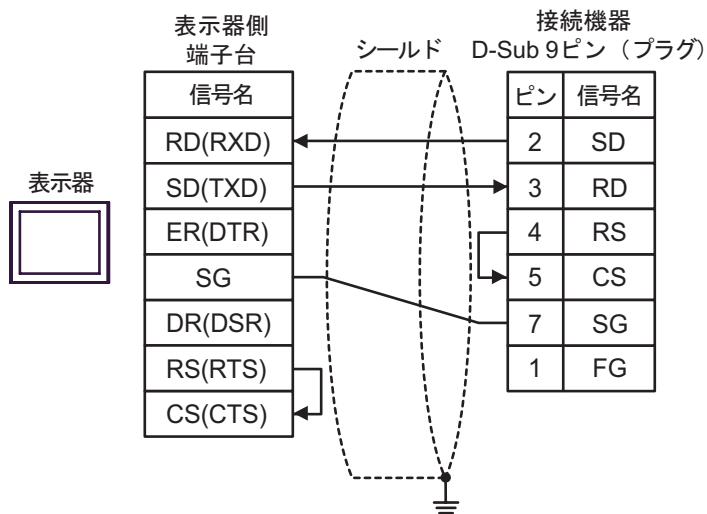 表示器側
端子台
シールド
接続機器
D-Sub 9ピン（プラグ）
表示器
信号名
RD(RXD)
SD(TXD)
ER(DTR)
SG
DR(DSR)
RS(RTS)
CS(CTS)
ピン 信号名
2 SD
3 RD
4 RS
5 CS
7 SG
1 FG